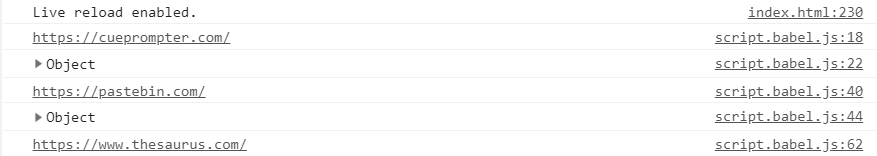 Live reload enabled. index.html:230
https://cueprompter.com/ script.babel.js:18
Object script.babel.js:22
https://pastebin.com/ script.babel.js:40
Object script.babel.js:44
https://www.thesaurus.com/ script.babel.js:62